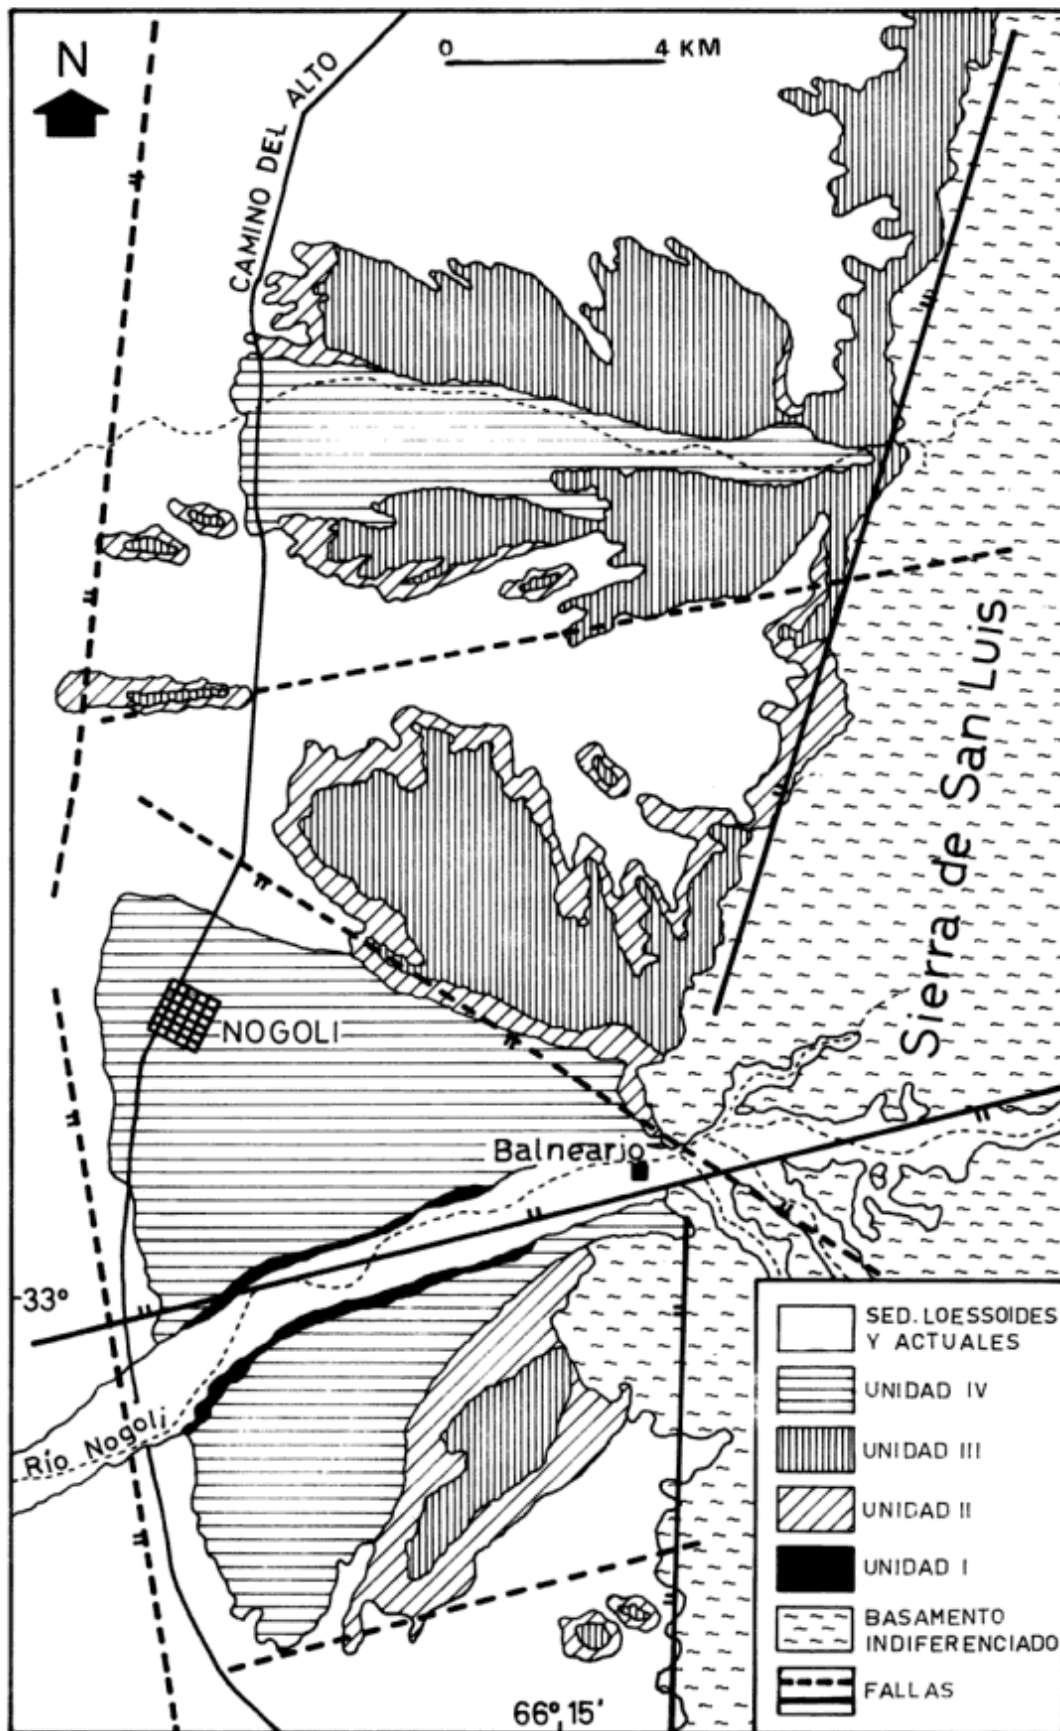 N
0 4 KM
CAMINO DEL ALTO
Sierra de San Luis
NOGOLI
Balneario
33°
Río Nogoli
SED. LOESSOIDES
Y ACTUALES
UNIDAD IV
UNIDAD III
UNIDAD II
UNIDAD I
BASAMENTO
INDIFERENCIADO
FALLAS
66° 15'